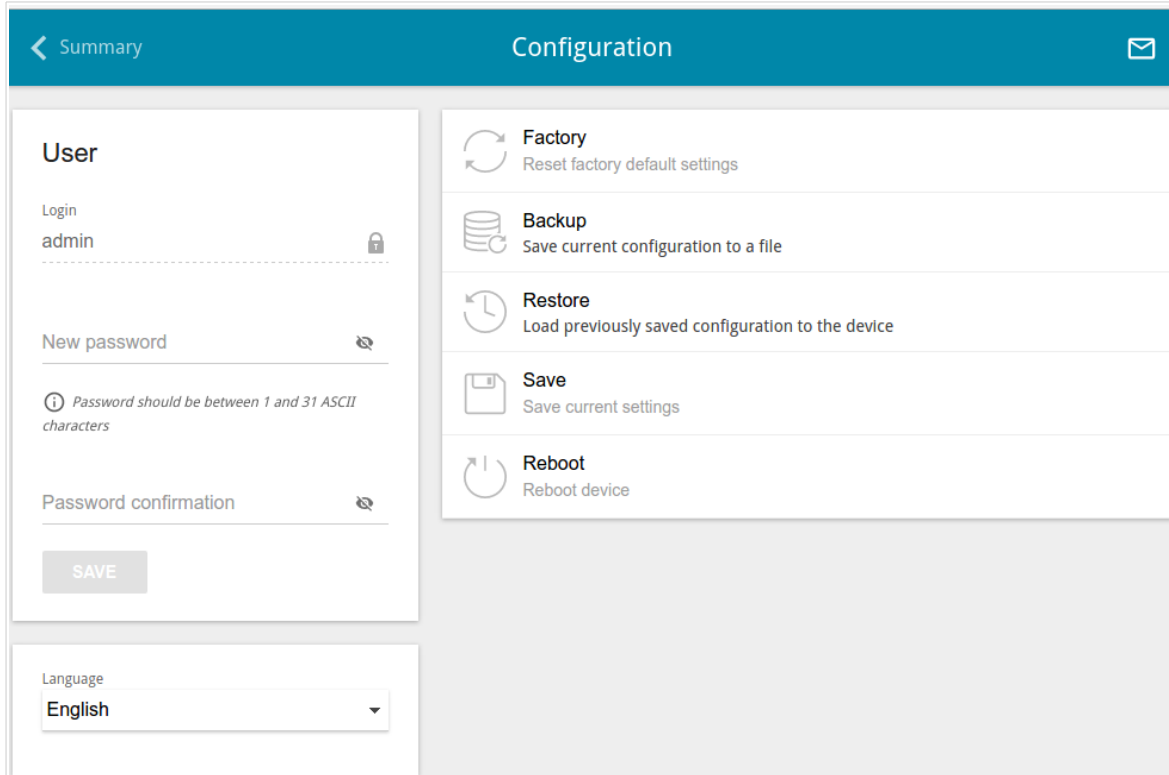 Summary
Configuration
User
Login
admin
New password
Password should be between 1 and 31 ASCII
characters
Password confirmation
SAVE
Language
English
Factory
Reset factory default settings
Backup
Save current configuration to a file
Restore
Load previously saved configuration to the device
Save
Save current settings
Reboot
Reboot device